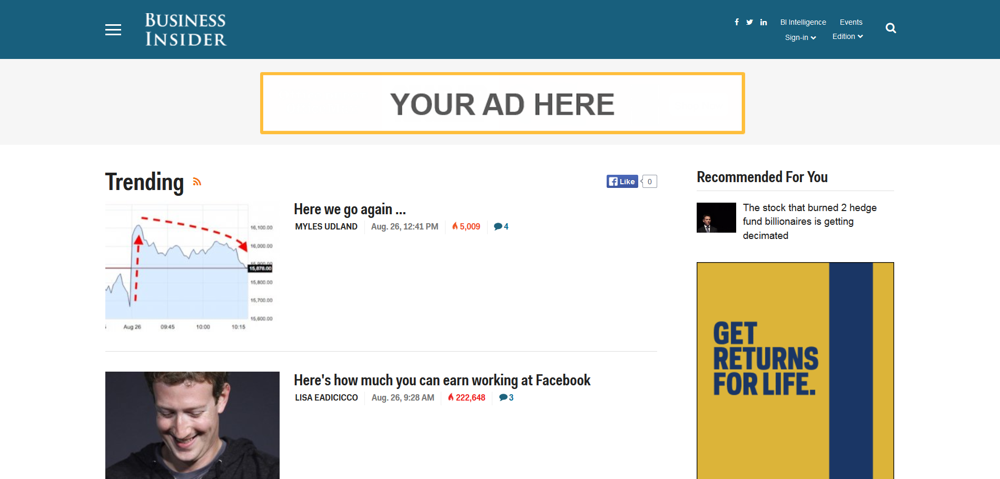 BUSINESS
INSIDER
BI Intelligence
Events
Sign-in
Edition
YOUR AD HERE
Trending
Like
0
Here we go again ...
MYLES UDLAND
Aug. 26, 12:41 PM
5,009
4
16,100.00
16,000.00
15,900.00
15,878.00
15,800.00
15,700.00
15,600.00
Aug 26
09:45
10:00
10:15
Here's how much you can earn working at Facebook
LISA EADICICCO
Aug. 26, 9:28 AM
222,648
3
Recommended For You
The stock that burned 2 hedge
fund billionaires is getting
decimated
GET
RETURNS
FOR LIFE.